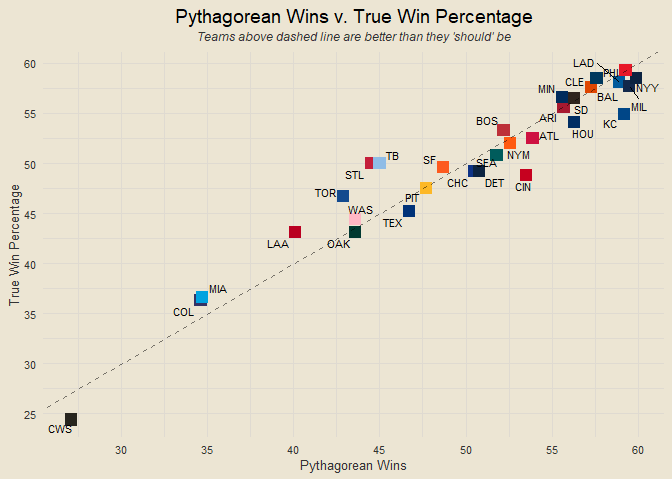 Pythagorean Wins v. True Win Percentage
Teams above dashed line are better than they 'should' be
True Win Percentage
60
55
50
45
40
35
30
25
LAD
PHI
CLE
NYY
MIN
BAL
MIL
ARI
SD
KC
BOS
HOU
ATL
TB
SF
SEA
NYM
STL
CHC
DET
CIN
TOR
PIT
WAS
TEX
LAA
OAK
MIA
COL
CWS
30
35
40
45
50
55
60
Pythagorean Wins